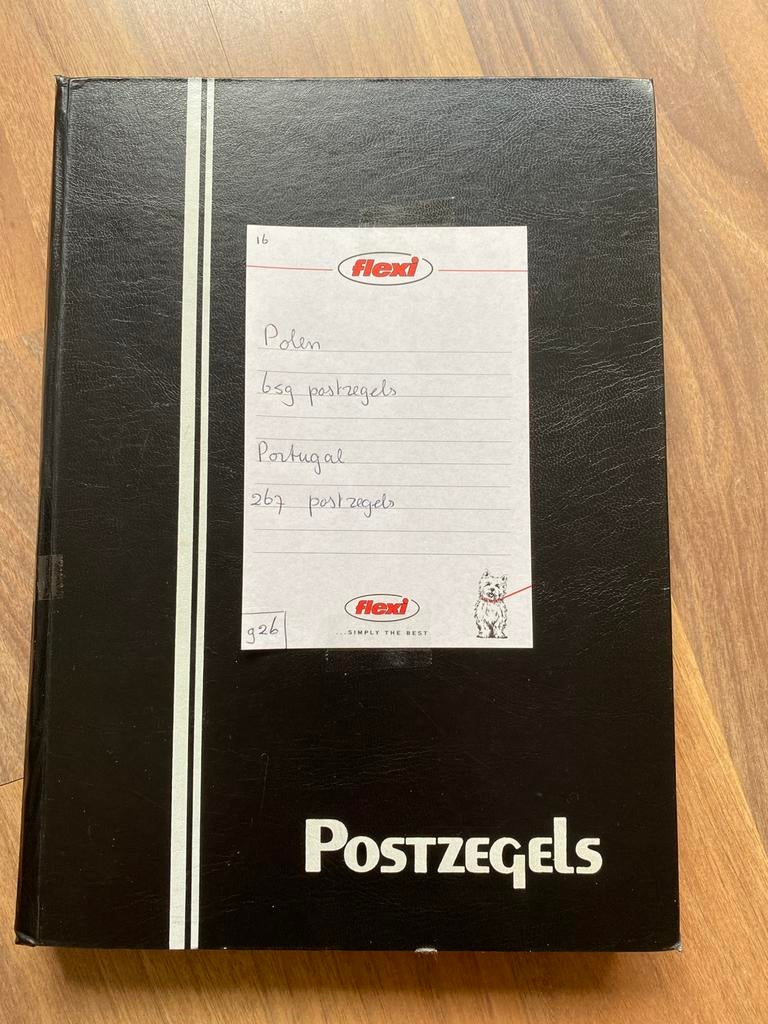 16
flexi
Polen
659 postzegels
Portugal
267 postzegels
flexi
...SIMPLY THE BEST
926
POSTZEGELS